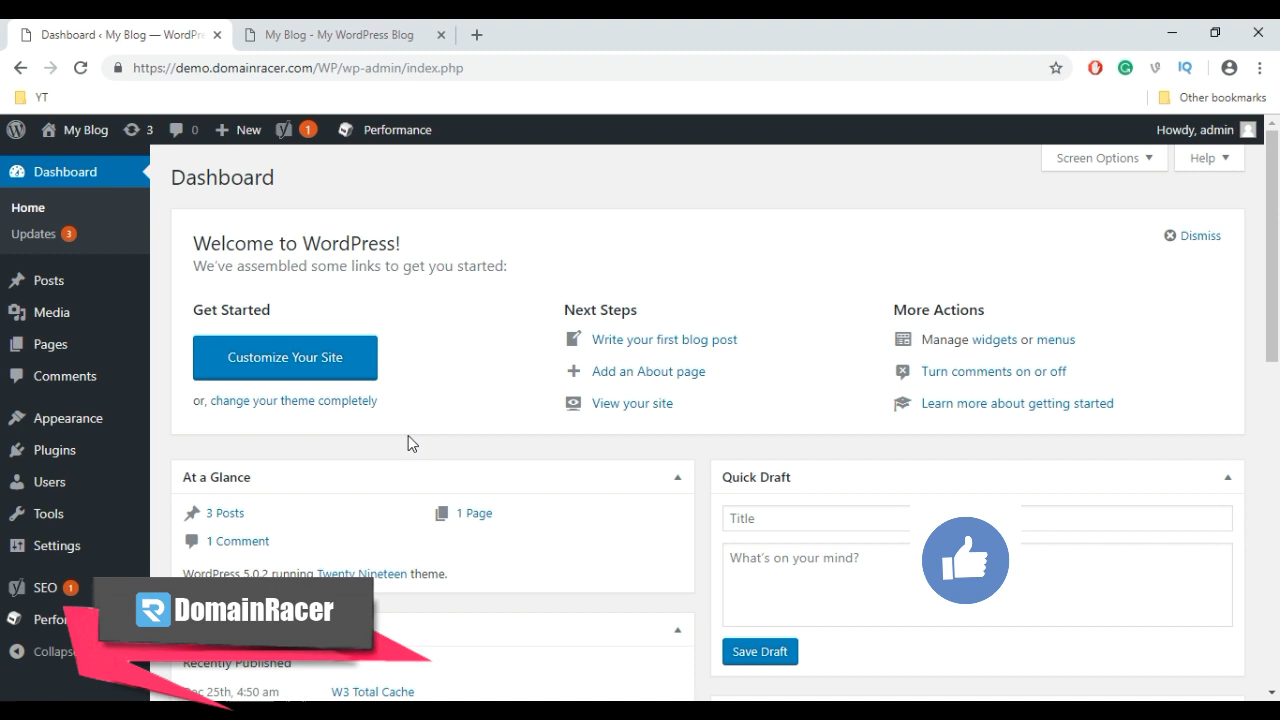 Dashboard ‹ My Blog — WordPre
My Blog - My WordPress Blog
https://demo.domainracer.com/WP/wp-admin/index.php
YT
Other bookmarks
My Blog 3 0 New 1 Performance
Howdy, admin
Dashboard
Home
Updates 3
Posts
Media
Pages
Comments
Appearance
Plugins
Users
Tools
Settings
SEO 1
Perfo
Collaps
Screen Options
Help
Dashboard
Welcome to WordPress!
We've assembled some links to get you started:
Dismiss
Get Started
Customize Your Site
or, change your theme completely
Next Steps
Write your first blog post
Add an About page
View your site
More Actions
Manage widgets or menus
Turn comments on or off
Learn more about getting started
At a Glance
3 Posts
1 Page
1 Comment
WordPress 5.0.2 running Twenty Nineteen theme.
Recently Published
Dec 25th, 4:50 am
W3 Total Cache
Quick Draft
Title
What's on your mind?
Save Draft
DomainRacer
IQ